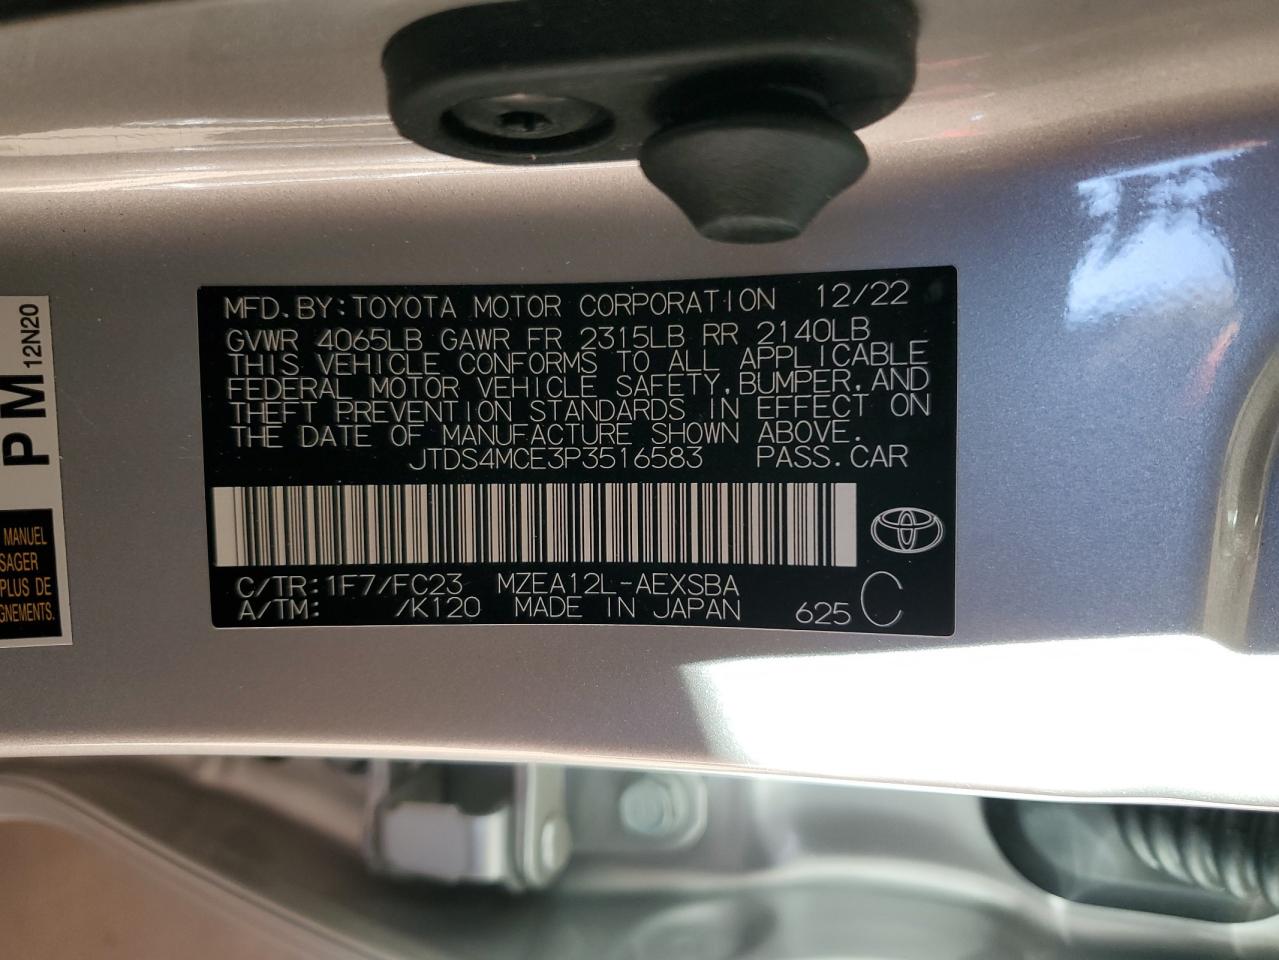 MFD. BY: TOYOTA MOTOR CORPORATION 12/22
GVWR 4065LB GAWR FR 2315LB RR 2140LB
THIS VEHICLE CONFORMS TO ALL APPLICABLE
FEDERAL MOTOR VEHICLE SAFETY, BUMPER, AND
THEFT PREVENTION STANDARDS IN EFFECT ON
THE DATE OF MANUFACTURE SHOWN ABOVE.
JTDS4MCE3P3516583 PASS. CAR
C/TR: 1F7/FC23 MZEA12L-AEXSBA
A/TM: /K120 MADE IN JAPAN 625 C
PM
12N20
MANUEL
SAGER
PLUS DE
GNEMENTS.